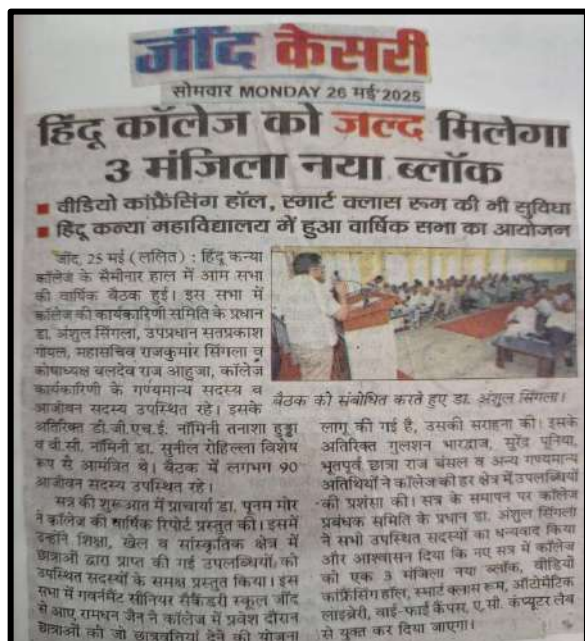 जींद केसरी
सोमवार MONDAY 26 मई 2025
हिंदू कॉलेज को जल्द मिलेगा
3 मंजिला नया ब्लॉक
वीडियो कांफ्रैंसिंग हॉल, स्मार्ट क्लास रूम की भी सुविधा
हिंदू कन्या महाविद्यालय में हुआ वार्षिक सभा का आयोजन
जींद, 25 मई (ललित) : हिंदू कन्या
कॉलेज के सैमीनार हाल में आम सभा
की वार्षिक बैठक हुई। इस सभा में
कॉलेज की कार्यकारिणी समिति के प्रधान
डा. अंशुल सिंगला, उपप्रधान सतप्रकाश
गोयल, महासचिव राजकुमार सिंगला व
कोषाध्यक्ष बलदेव राज आहुजा, कॉलेज
कार्यकारिणी के गण्यमान्य सदस्य व
आजीवन सदस्य उपस्थित रहे। इसके
अतिरिक्त डी.जी.एच.ई. नॉमिनी तनाशा हुड्डा
व वी.सी. नॉमिनी डा. सुनील रोहिल्ला विशेष
रूप से आमंत्रित थे। बैठक में लगभग 90
आजीवन सदस्य उपस्थित रहे।
सत्र की शुरूआत में प्राचार्या डा. पूनम मोर
ने कॉलेज की वार्षिक रिपोर्ट प्रस्तुत की। इसमें
उन्होंने शिक्षा, खेल व सांस्कृतिक क्षेत्र में
छात्राओं द्वारा प्राप्त की गई उपलब्धियों को
उपस्थित सदस्यों के समक्ष प्रस्तुत किया। इस
सभा में गवर्नमैंट सीनियर सैकेंडरी स्कूल जींद
से आए रामधन जैन ने कॉलेज में प्रवेश दौरान
छात्राओं को जो छात्रवृत्तियां देने की योजना
बैठक को संबोधित करते हुए डा. अंशुल सिंगला।
लागू की गई है, उसकी सराहना की। इसके
अतिरिक्त गुलशन भारद्वाज, सुरेंद्र पूनिया,
भूतपूर्व छात्रा राज बंसल व अन्य गण्यमान्य
अतिथियों ने कॉलेज की हर क्षेत्र में उपलब्धियों
की प्रशंसा की। सत्र के समापन पर कॉलेज
प्रबंधक समिति के प्रधान डा. अंशुल सिंगला
ने सभी उपस्थित सदस्यों का धन्यवाद किया
और आश्वासन दिया कि नए सत्र में कॉलेज
को एक 3 मंजिला नया ब्लॉक, वीडियो
कांफ्रैंसिंग हॉल, स्मार्ट क्लास रूम, ऑटोमैटिक
लाइब्रेरी, वाई-फाई कैंपस, ए.सी. कंप्यूटर लैब
से युक्त कर दिया जाएगा।